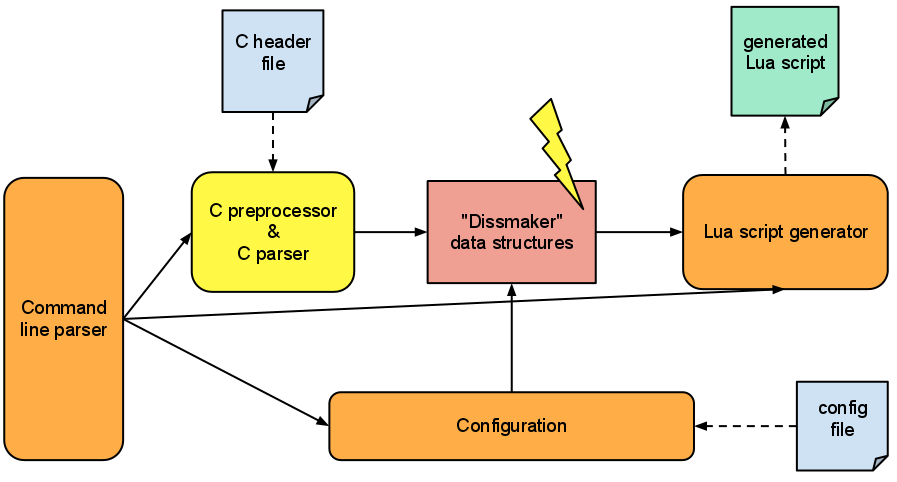 C header
file
generated
Lua script
C preprocessor
&
C parser
"Dissmaker"
data structures
Lua script generator
Command
line parser
Configuration
config
file